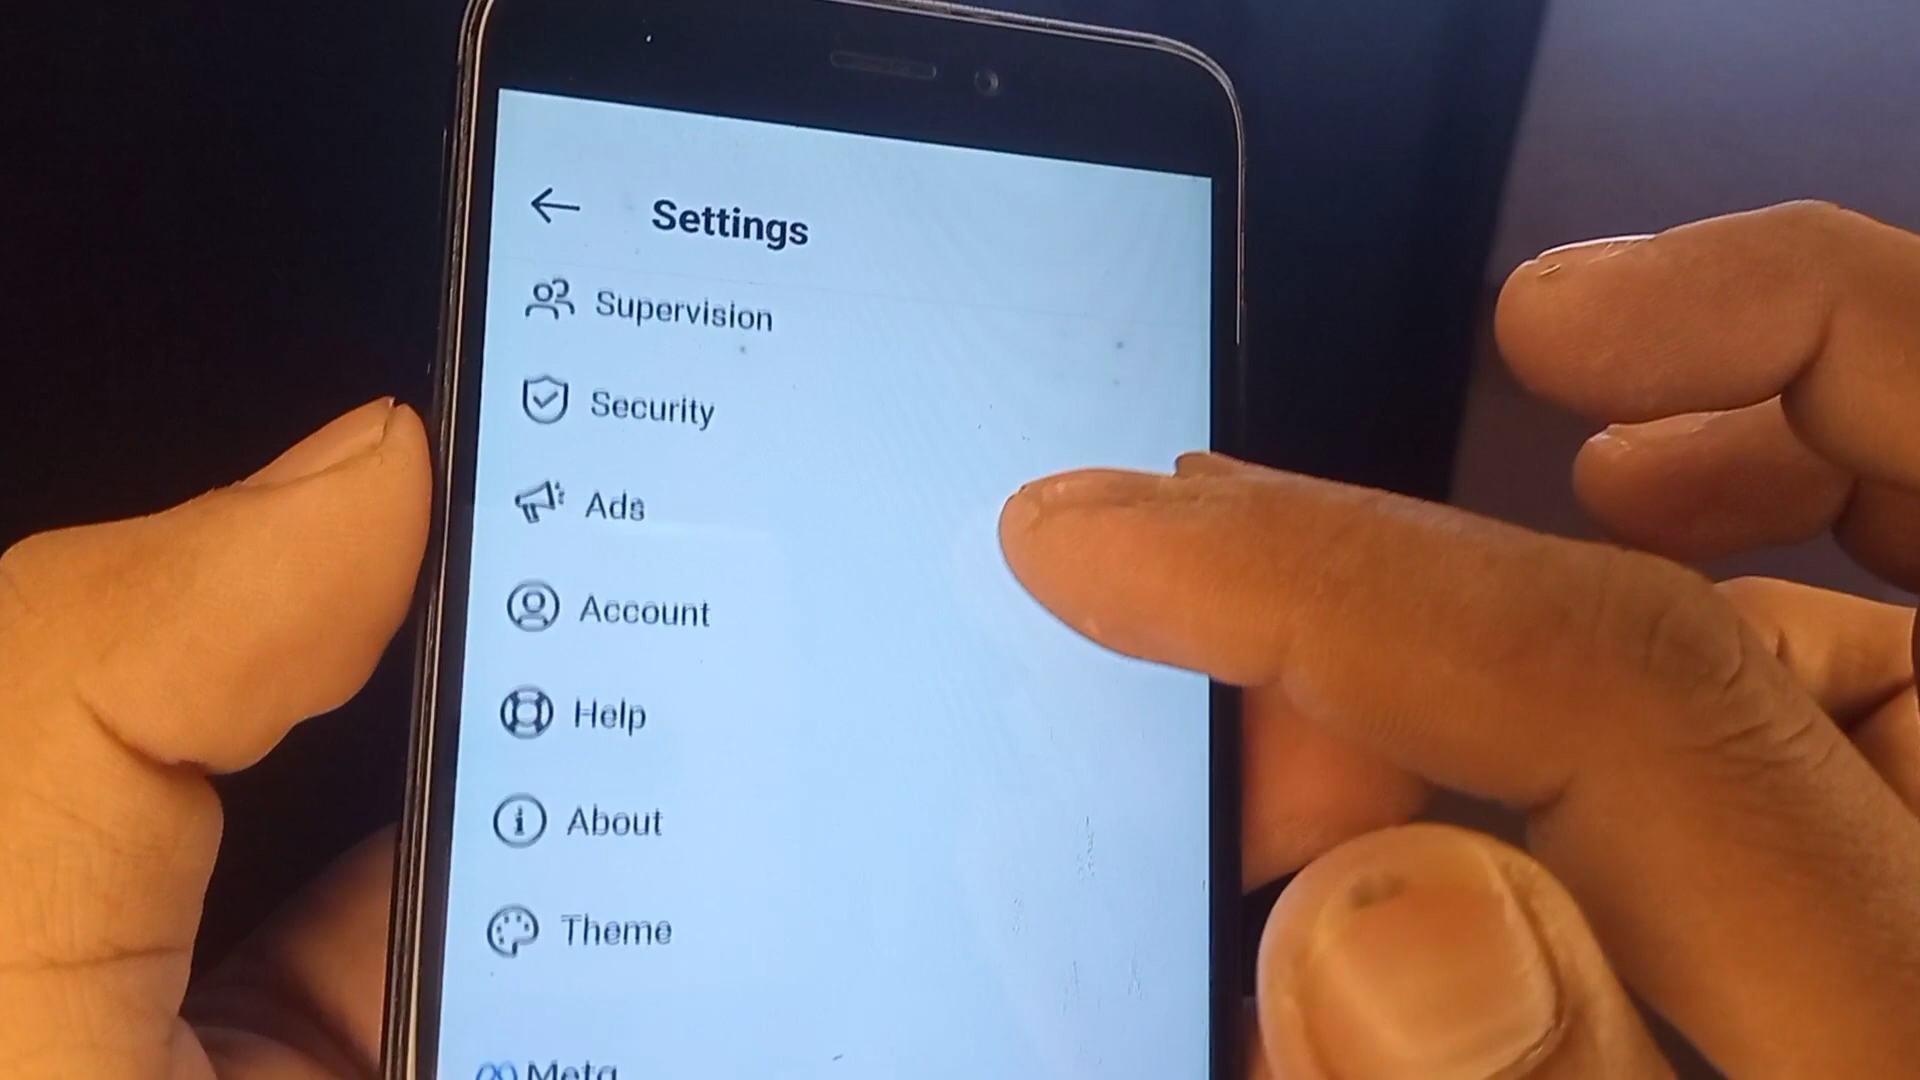 Settings
Supervision
Security
Ads
Account
Help
About
Theme
Meta